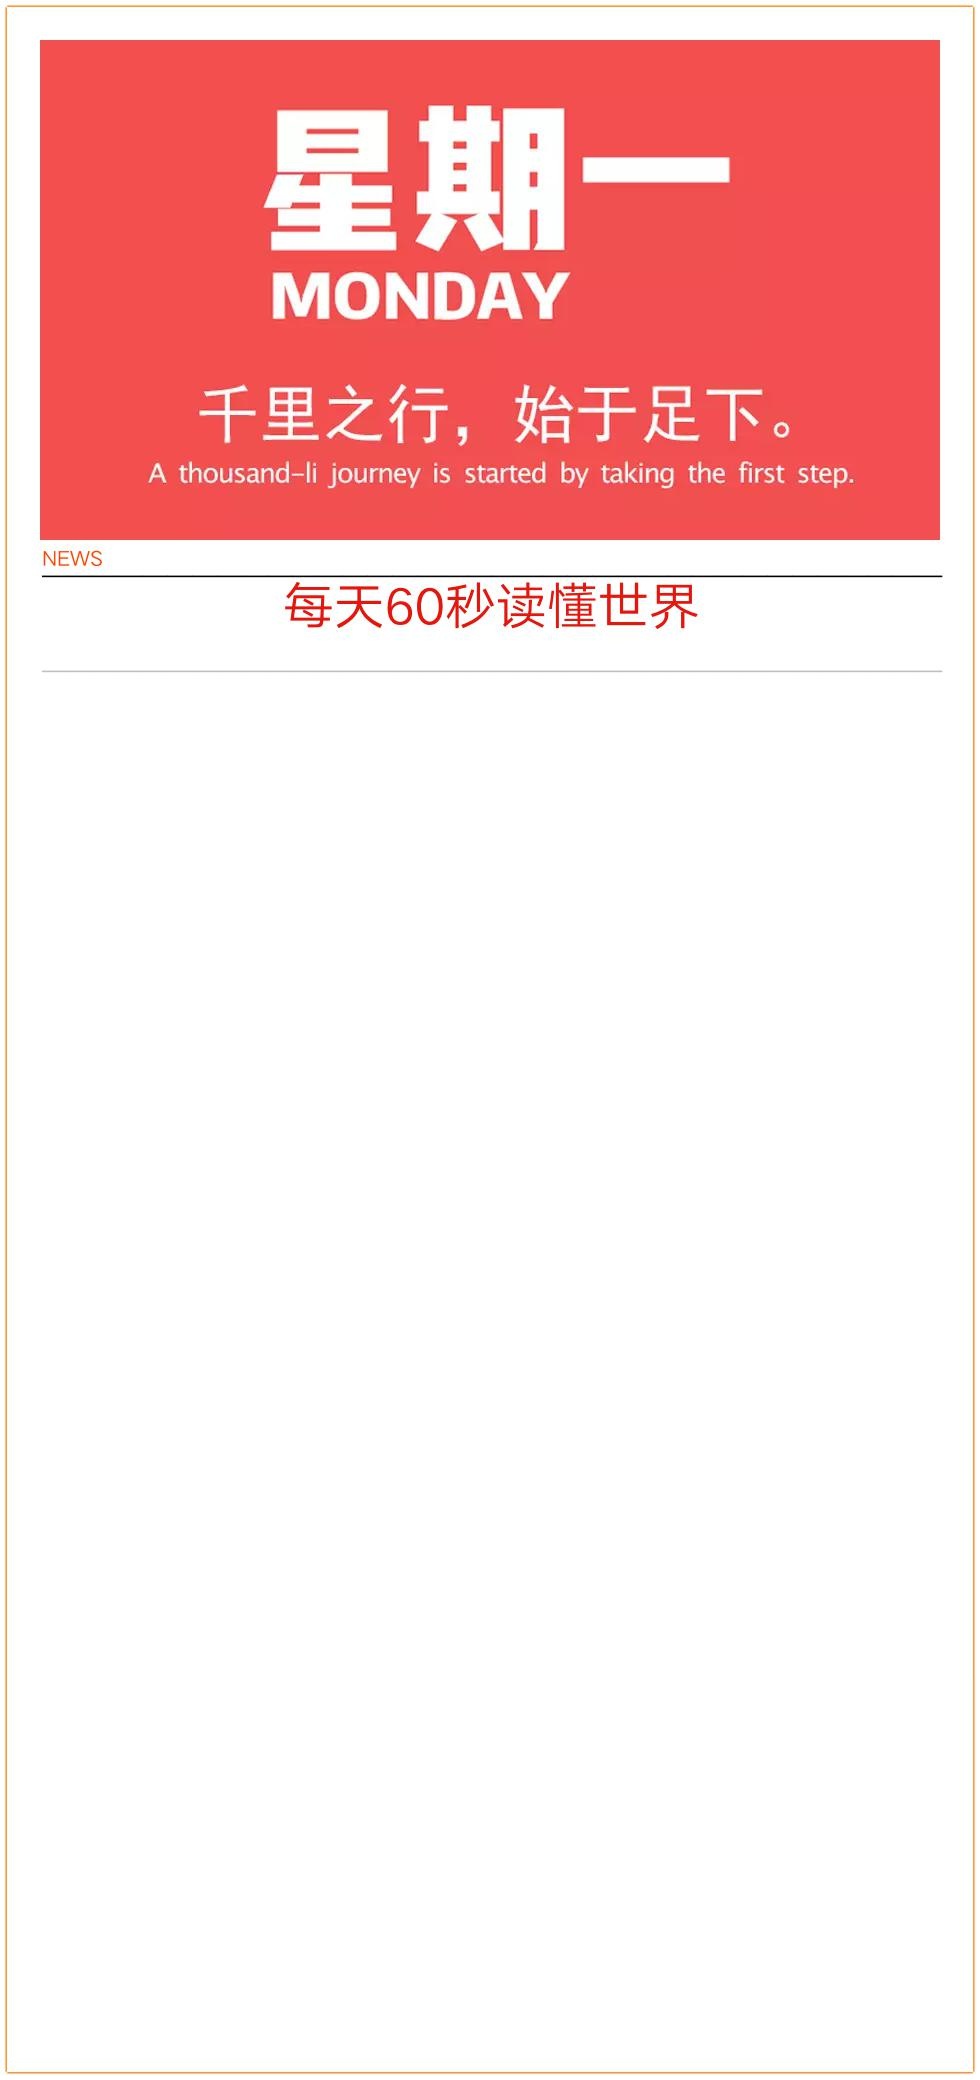 星期一
MONDAY
千里之行，始于足下。
A thousand-li journey is started by taking the first step.
NEWS
每天60秒读懂世界